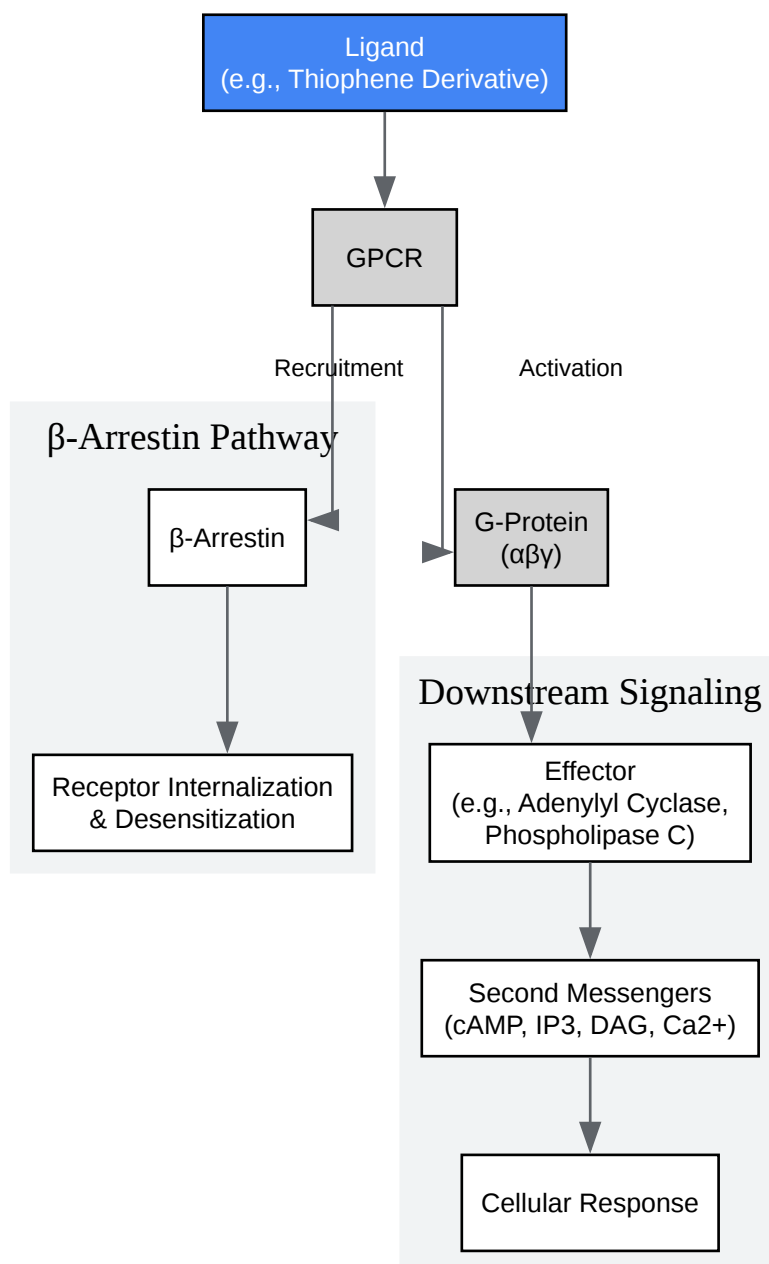 Ligand
(e.g., Thiophene Derivative)
GPCR
Recruitment
Activation
β-Arrestin Pathway
β-Arrestin
G-Protein
(αβγ)
Receptor Internalization
& Desensitization
Downstream Signaling
Effector
(e.g., Adenylyl Cyclase,
Phospholipase C)
Second Messengers
(cAMP, IP3, DAG, Ca2+)
Cellular Response